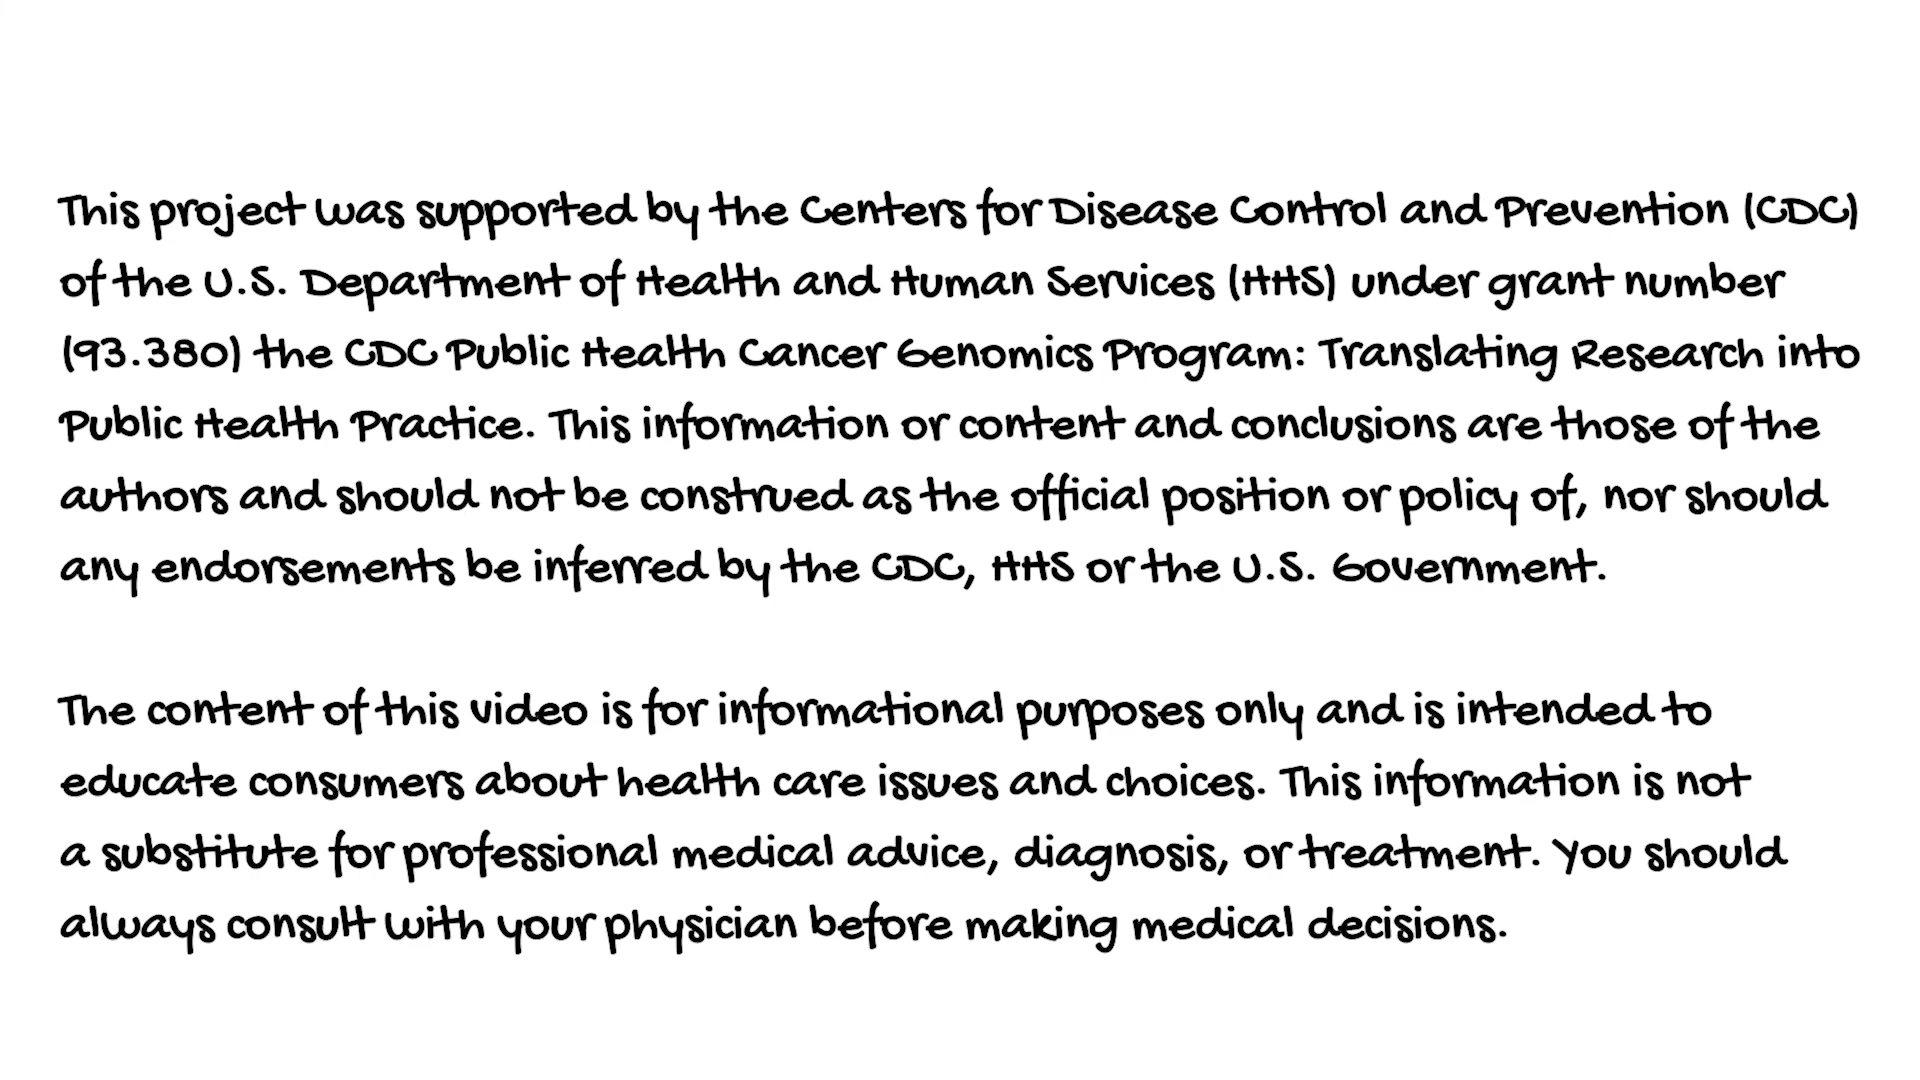 This project was supported by the Centers for Disease Control and Prevention (CDC)
of the U.S. Department of Health and Human Services (HHS) under grant number
(93.380) the CDC Public Health Cancer Genomics Program: Translating Research into
Public Health Practice. This information or content and conclusions are those of the
authors and should not be construed as the official position or policy of, nor should
any endorsements be inferred by the CDC, HHS or the U.S. Government.

The content of this video is for informational purposes only and is intended to
educate consumers about health care issues and choices. This information is not
a substitute for professional medical advice, diagnosis, or treatment. You should
always consult with your physician before making medical decisions.